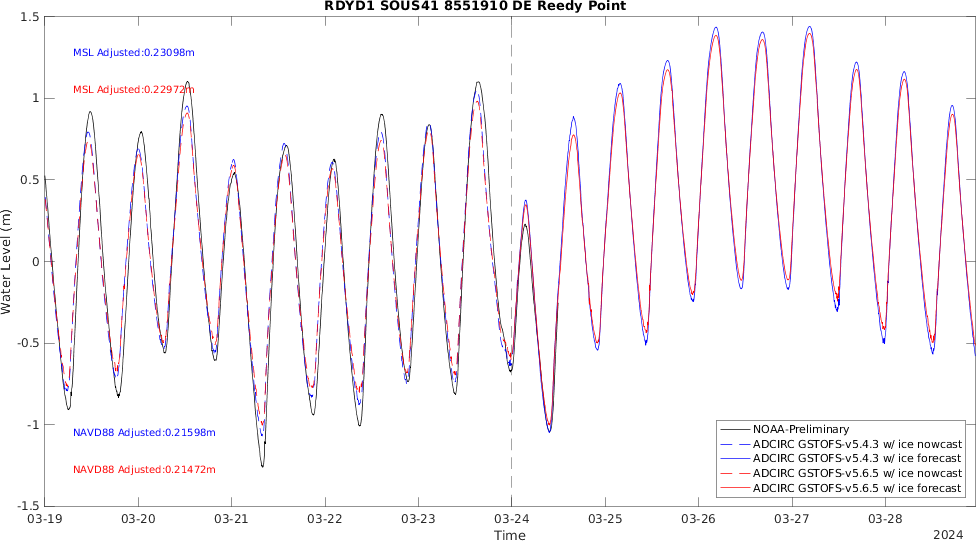 RDYD1 SOUS41 8551910 DE Reedy Point
1.5
1
0.5
0
-0.5
-1
-1.5
Water Level (m)
MSL Adjusted:0.23098m
MSL Adjusted:0.22972m
NAVD88 Adjusted:0.21598m
NAVD88 Adjusted:0.21472m
NOAA-Preliminary
ADCIRC GSTOFS-v5.4.3 w/ ice nowcast
ADCIRC GSTOFS-v5.4.3 w/ ice forecast
ADCIRC GSTOFS-v5.6.5 w/ ice nowcast
ADCIRC GSTOFS-v5.6.5 w/ ice forecast
03-19 03-20 03-21 03-22 03-23 03-24 03-25 03-26 03-27 03-28
Time
2024